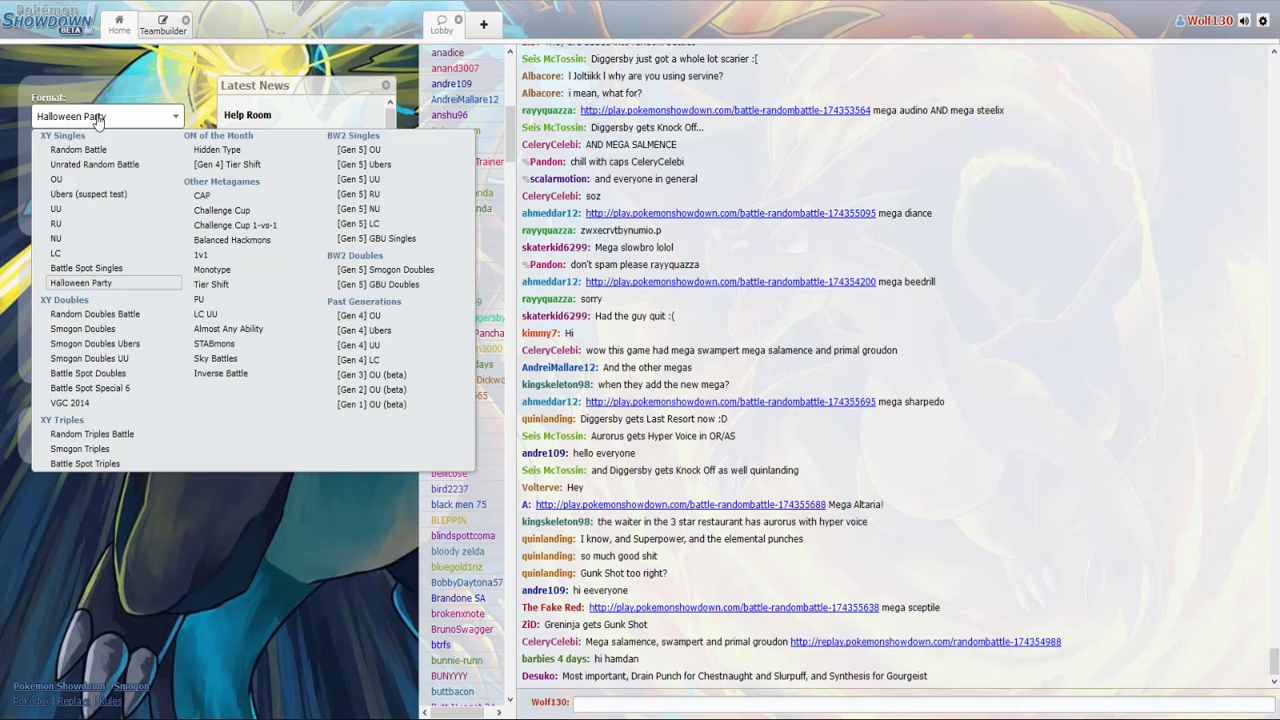 Pokémon
SHOWDOWN!
BETA
Home
Teambuilder
Lobby
Wolf130
Format:
Halloween Party
Latest News
Help Room
XY Singles
Random Battle
Unrated Random Battle
OU
Ubers (suspect test)
UU
RU
NU
LC
Battle Spot Singles
Halloween Party
XY Doubles
Random Doubles Battle
Smogon Doubles
Smogon Doubles Ubers
Smogon Doubles UU
Battle Spot Doubles
Battle Spot Special 6
VGC 2014
XY Triples
Random Triples Battle
Smogon Triples
Battle Spot Triples
OM of the Month
Hidden Type
[Gen 4] Tier Shift
Other Metagames
CAP
Challenge Cup
Challenge Cup 1-vs-1
Balanced Hackmons
1v1
Monotype
Tier Shift
PU
LC UU
Almost Any Ability
STABmons
Sky Battles
Inverse Battle
BW2 Singles
[Gen 5] OU
[Gen 5] Ubers
[Gen 5] UU
[Gen 5] RU
[Gen 5] NU
[Gen 5] LC
[Gen 5] GBU Singles
BW2 Doubles
[Gen 5] Smogon Doubles
[Gen 5] GBU Doubles
Past Generations
[Gen 4] OU
[Gen 4] Ubers
[Gen 4] UU
[Gen 4] LC
[Gen 3] OU (beta)
[Gen 2] OU (beta)
[Gen 1] OU (beta)
Pokémon Showdown Smogon
Pokédex Replays Rules
anadice
anand3007
andre109
AndreiMallare12
anshu96
bellicose
bird2237
black men 75
BLEPPIN
blindspottcoma
bloody zelda
bluegold1nz
BobbyDaytona57
Brandone SA
brokenxnote
BrunoSwagger
btrfs
bunnie-runn
BUNYYYY
buttbacon
Seis McTossin: Diggersby just got a whole lot scarier :[
Albacore: l Joltiikk l why are you using servine?
Albacore: i mean, what for?
rayyquazza: http://play.pokemonshowdown.com/battle-randombattle-174353564 mega audino AND mega steelix
Seis McTossin: Diggersby gets Knock Off...
CeleryCelebi: AND MEGA SALMENCE
%Pandon: chill with caps CeleryCelebi
%scalarmotion: and everyone in general
CeleryCelebi: soz
ahmeddar12: http://play.pokemonshowdown.com/battle-randombattle-174355095 mega diance
rayyquazza: zwxecrvtbynumio.p
skaterkid6299: Mega slowbro lolol
%Pandon: don't spam please rayyquazza
ahmeddar12: http://play.pokemonshowdown.com/battle-randombattle-174354200 mega beedrill
rayyquazza: sorry
skaterkid6299: Had the guy quit :(
kimmy7: Hi
CeleryCelebi: wow this game had mega swampert mega salamence and primal groudon
AndreiMallare12: And the other megas
kingskeleton98: when they add the new mega?
ahmeddar12: http://play.pokemonshowdown.com/battle-randombattle-174355695 mega sharpedo
quinlanding: Diggersby gets Last Resort now :D
Seis McTossin: Aurorus gets Hyper Voice in OR/AS
andre109: hello everyone
Seis McTossin: and Diggersby gets Knock Off as well quinlanding
Volterve: Hey
A: http://play.pokemonshowdown.com/battle-randombattle-174355688 Mega Altaria!
kingskeleton98: the waiter in the 3 star restaurant has aurorus with hyper voice
quinlanding: I know, and Superpower, and the elemental punches
quinlanding: so much good shit
quinlanding: Gunk Shot too right?
andre109: hi eeveryone
The Fake Red: http://play.pokemonshowdown.com/battle-randombattle-174355638 mega sceptile
ZiD: Greninja gets Gunk Shot
CeleryCelebi: Mega salamence, swampert and primal groudon http://replay.pokemonshowdown.com/randombattle-174354988
barbies 4 days: hi hamdan
Desuko: Most important, Drain Punch for Chestnaught and Slurpuff, and Synthesis for Gourgeist
Wolf130: